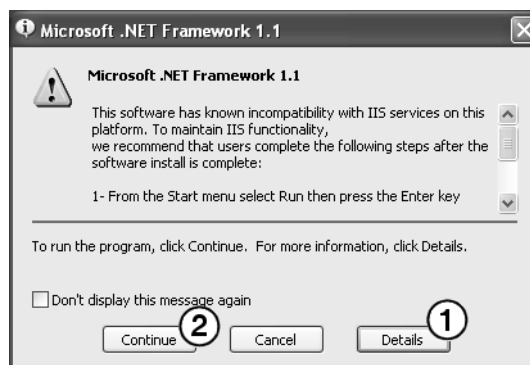 Microsoft .NET Framework 1.1
Microsoft .NET Framework 1.1
This software has known incompatibility with IIS services on this
platform. To maintain IIS functionality,
we recommend that users complete the following steps after the
software install is complete:
1- From the Start menu select Run then press the Enter key
To run the program, click Continue.  For more information, click Details.
Don't display this message again
Continue 2 Cancel Details 1